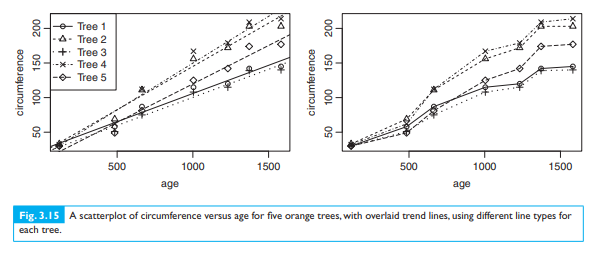 Tree 1
Tree 2
Tree 3
Tree 4
Tree 5
circumference
50 100 150 200
500 1000 1500
age
circumference
50 100 150 200
500 1000 1500
age
Fig. 3.15 A scatterplot of circumference versus age for five orange trees, with overlaid trend lines, using different line types for
each tree.